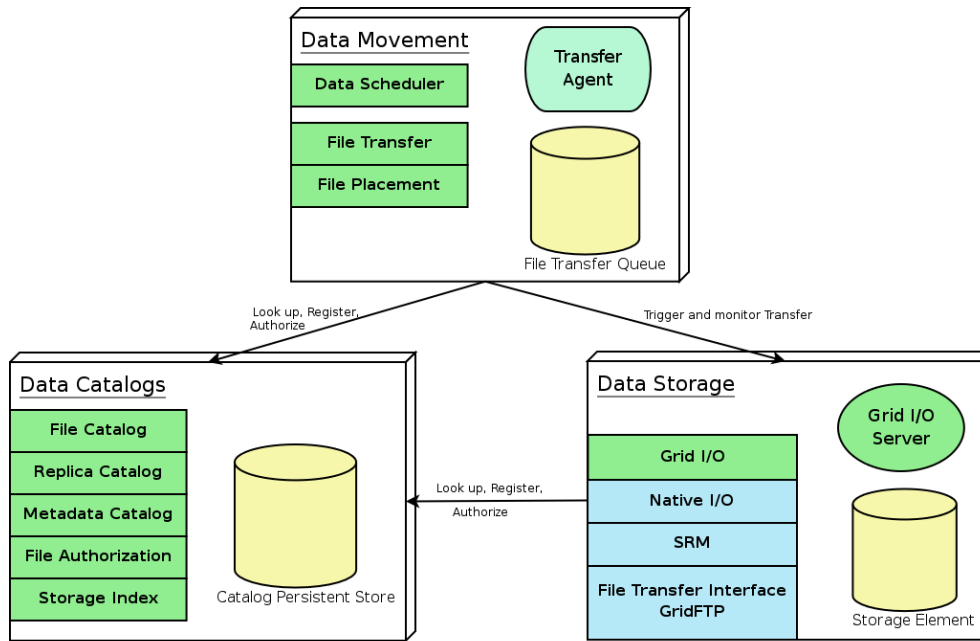 Data Movement
Transfer
Agent
Data Scheduler
File Transfer
File Placement
File Transfer Queue
Look up, Register,
Authorize
Trigger and monitor Transfer
Data Catalogs
File Catalog
Replica Catalog
Metadata Catalog
File Authorization
Storage Index
Catalog Persistent Store
Look up, Register,
Authorize
Data Storage
Grid I/O
Server
Grid I/O
Native I/O
SRM
File Transfer Interface
GridFTP
Storage Element